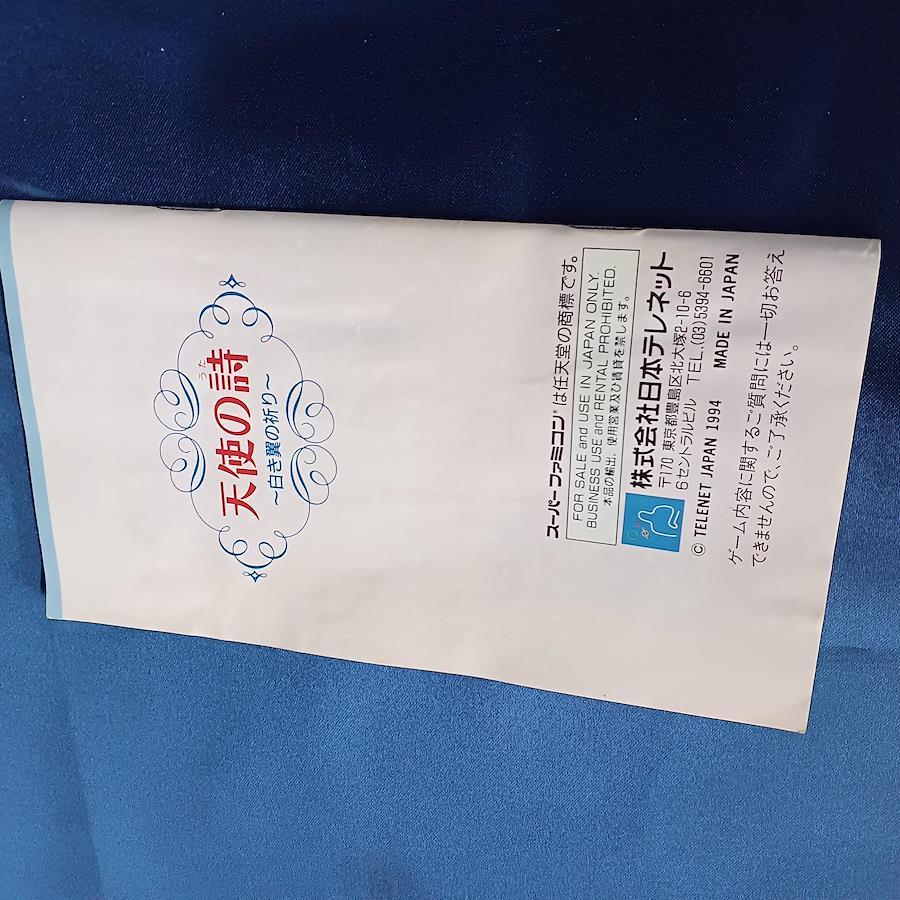 天使の詩
うた
~白き翼の祈り~
スーパーファミコン®は任天堂の商標です。
FOR SALE and USE IN JAPAN ONLY.
BUSINESS USE and RENTAL PROHIBITED.
本品の輸出、使用営業及び賃貸を禁じます。
株式会社日本テレネット
〒170 東京都豊島区北大塚2-10-6
6セントラルビル TEL.(03)5394-6601
© TELENET JAPAN 1994 MADE IN JAPAN
ゲーム内容に関するご質問には一切お答え
できませんので、ご了承ください。